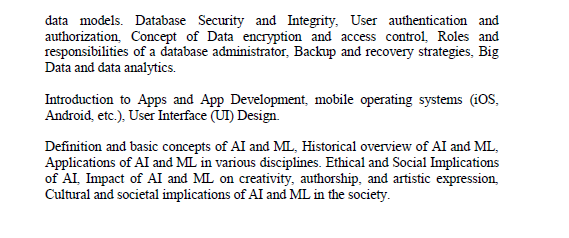 data models. Database Security and Integrity, User authentication and
authorization, Concept of Data encryption and access control, Roles and
responsibilities of a database administrator, Backup and recovery strategies, Big
Data and data analytics.
Introduction to Apps and App Development, mobile operating systems (iOS,
Android, etc.), User Interface (UI) Design.
Definition and basic concepts of AI and ML, Historical overview of AI and ML,
Applications of AI and ML in various disciplines. Ethical and Social Implications
of AI, Impact of AI and ML on creativity, authorship, and artistic expression,
Cultural and societal implications of AI and ML in the society.